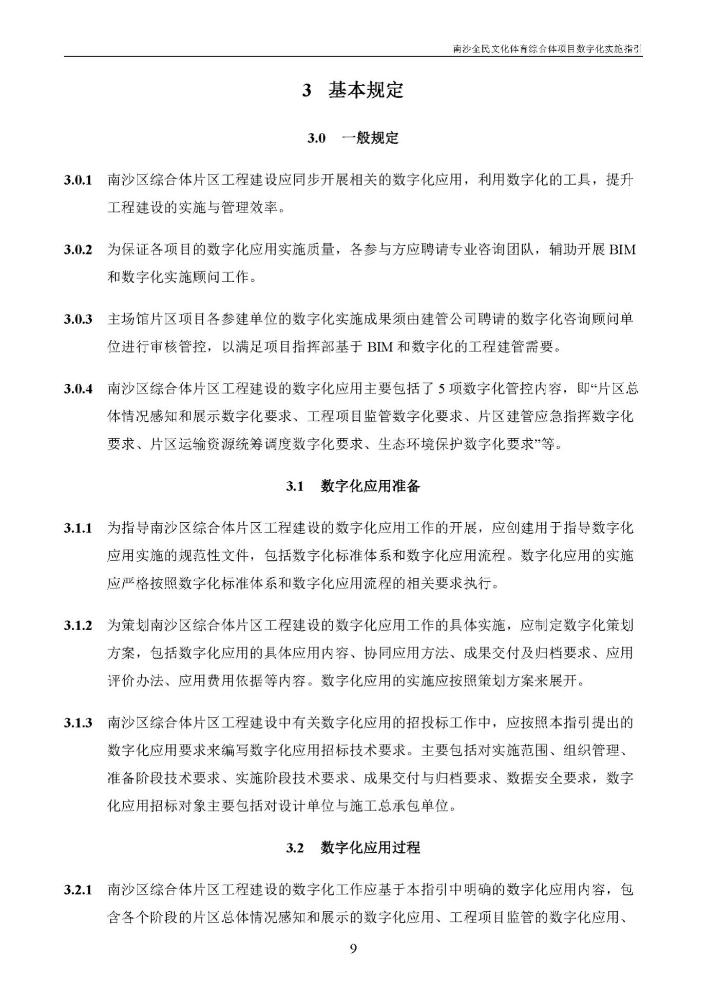 南沙全民文化体育综合体项目数字化实施指引
3 基本规定
3.0 一般规定
3.0.1 南沙区综合体片区工程建设应同步开展相关的数字化应用，利用数字化的工具，提升
工程建设的实施与管理效率。
3.0.2 为保证各项目的数字化应用实施质量，各参与方应聘请专业咨询团队，辅助开展 BIM
和数字化实施顾问工作。
3.0.3 主场馆片区项目各参建单位的数字化实施成果须由建管公司聘请的数字化咨询顾问单
位进行审核管控，以满足项目指挥部基于 BIM 和数字化的工程建管需要。
3.0.4 南沙区综合体片区工程建设的数字化应用主要包括了 5 项数字化管控内容，即“片区总
体情况感知和展示数字化要求、工程项目监管数字化要求、片区建管应急指挥数字化
要求、片区运输资源统筹调度数字化要求、生态环境保护数字化要求”等。
3.1 数字化应用准备
3.1.1 为指导南沙区综合体片区工程建设的数字化应用工作的开展，应创建用于指导数字化
应用实施的规范性文件，包括数字化标准体系和数字化应用流程。数字化应用的实施
应严格按照数字化标准体系和数字化应用流程的相关要求执行。
3.1.2 为策划南沙区综合体片区工程建设的数字化应用工作的具体实施，应制定数字化策划
方案，包括数字化应用的具体应用内容、协同应用方法、成果交付及归档要求、应用
评价办法、应用费用依据等内容。数字化应用的实施应按照策划方案来展开。
3.1.3 南沙区综合体片区工程建设中有关数字化应用的招投标工作中，应按照本指引提出的
数字化应用要求来编写数字化应用招标技术要求。主要包括对实施范围、组织管理、
准备阶段技术要求、实施阶段技术要求、成果交付与归档要求、数据安全要求，数字
化应用招标对象主要包括对设计单位与施工总承包单位。
3.2 数字化应用过程
3.2.1 南沙区综合体片区工程建设的数字化工作应基于本指引中明确的数字化应用内容，包
含各个阶段的片区总体情况感知和展示的数字化应用、工程项目监管的数字化应用、
9